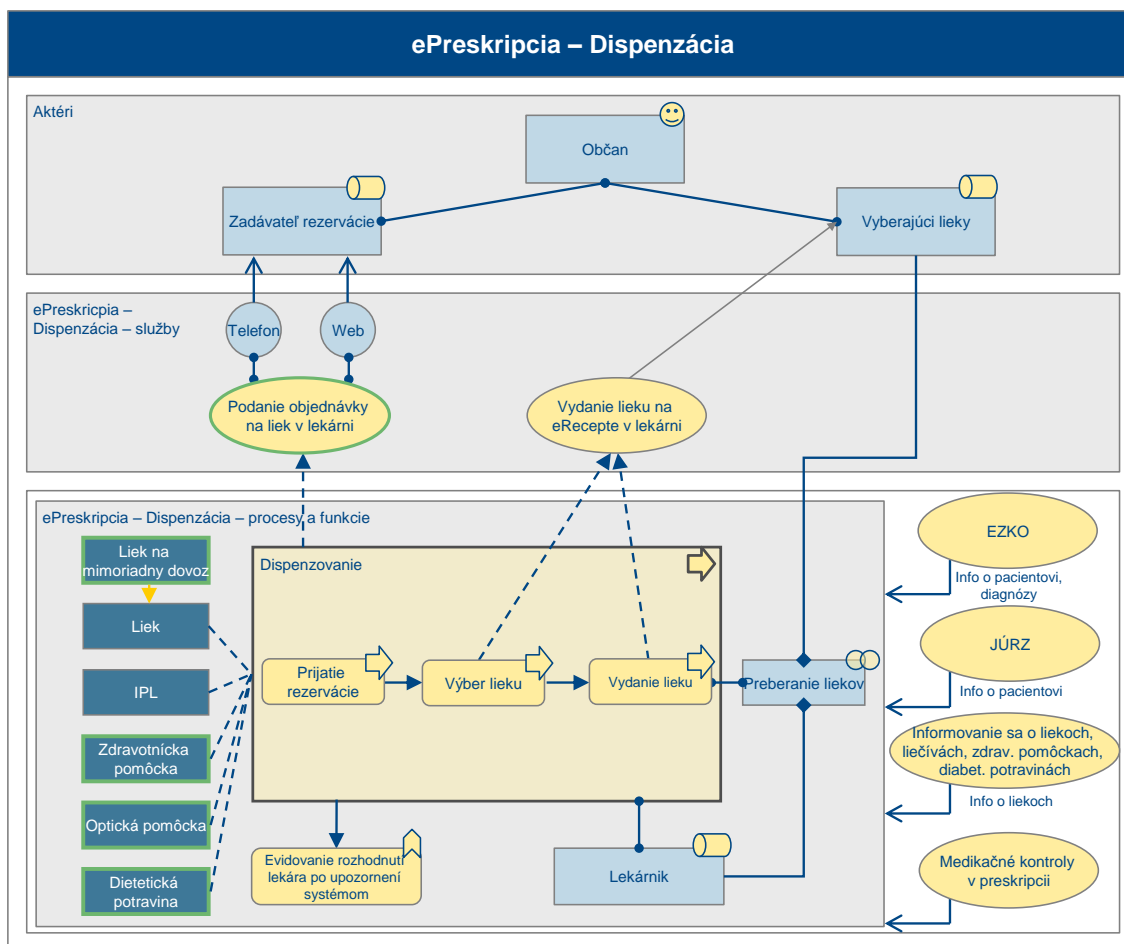 ePreskripcia – Dispenzácia
Aktéri
Občan
Zadávateľ rezervácie
Vyberajúci lieky
ePreskricpia –
Dispenzácia – služby
Telefon
Web
Podanie objednávky
na liek v lekárni
Vydanie lieku na
eRecepte v lekárni
ePreskripcia – Dispenzácia – procesy a funkcie
Liek na
mimoriadny dovoz
Liek
IPL
Zdravotnícka
pomôcka
Optická pomôcka
Dietetická
potravina
Dispenzovanie
Prijatie
rezervácie
Výber lieku
Vydanie lieku
Preberanie liekov
Evidovanie rozhodnutí
lekára po upozornení
systémom
Lekárnik
EZKO
Info o pacientovi,
diagnózy
JÚRZ
Info o pacientovi
Informovanie sa o liekoch,
liečívách, zdrav. pomôckach,
diabet. potravinách
Info o liekoch
Medikačné kontroly
v preskripcii